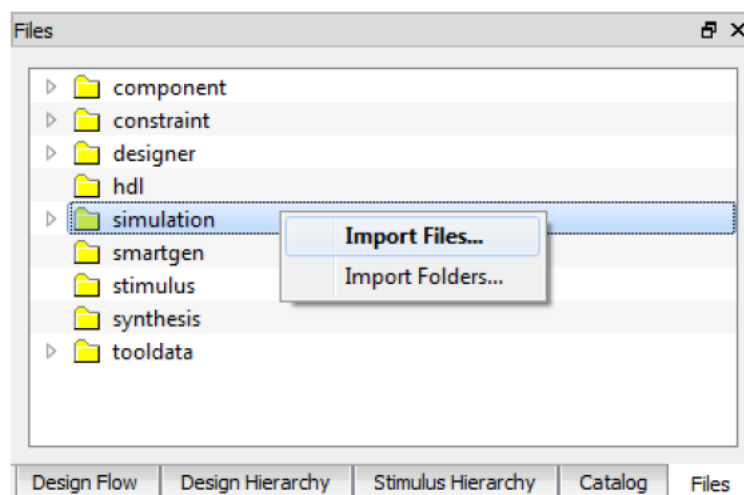 Files
component
constraint
designer
hdl
simulation
Import Files...
smartgen
Import Folders...
stimulus
synthesis
tooldata
Design Flow Design Hierarchy Stimulus Hierarchy Catalog Files